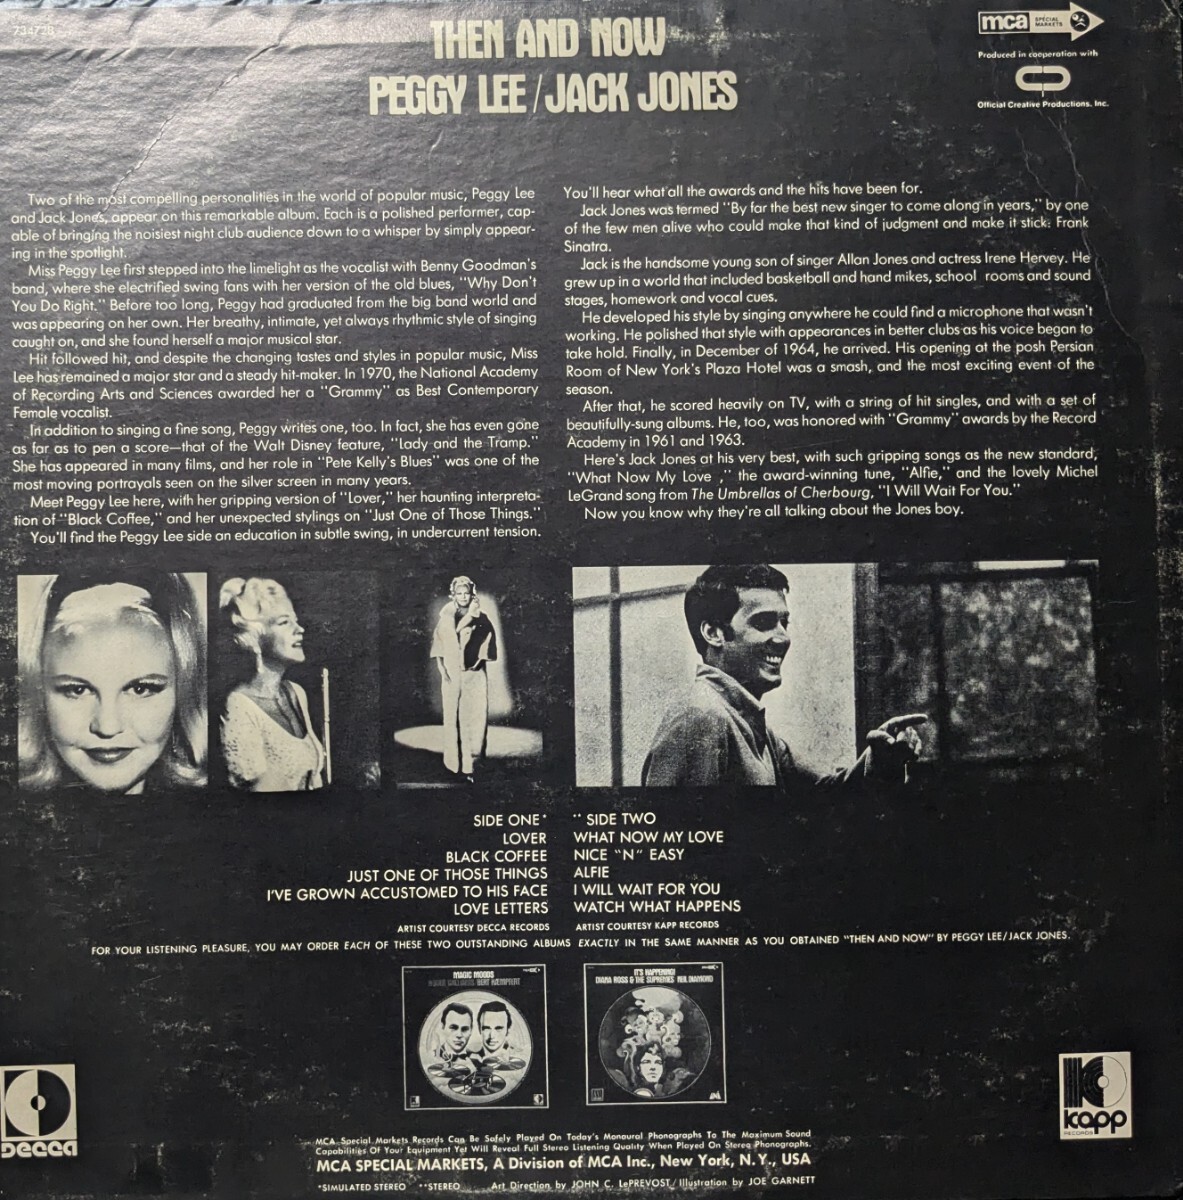 734728
THEN AND NOW
PEGGY LEE/JACK JONES
mca SPECIAL MARKETS
Produced in cooperation with
Official Creative Productions, Inc.
Two of the most compelling personalities in the world of popular music, Peggy Lee
and Jack Jones, appear on this remarkable album. Each is a polished performer, cap-
able of bringing the noisiest night club audience down to a whisper by simply appear-
ing in the spotlight.
Miss Peggy Lee first stepped into the limelight as the vocalist with Benny Goodman's
band, where she electrified swing fans with her version of the old blues, "Why Don't
You Do Right." Before too long, Peggy had graduated from the big band world and
was appearing on her own. Her breathy, intimate, yet always rhythmic style of singing
caught on, and she found herself a major musical star.
Hit followed hit, and despite the changing tastes and styles in popular music, Miss
Lee has remained a major star and a steady hit-maker. In 1970, the National Academy
of Recording Arts and Sciences awarded her a "Grammy" as Best Contemporary
Female vocalist.
In addition to singing a fine song, Peggy writes one, too. In fact, she has even gone
as far as to pen a score—that of the Walt Disney feature, "Lady and the Tramp."
She has appeared in many films, and her role in "Pete Kelly's Blues" was one of the
most moving portrayals seen on the silver screen in many years.
Meet Peggy Lee here, with her gripping version of "Lover," her haunting interpreta-
tion of "Black Coffee," and her unexpected stylings on "Just One of Those Things."
You'll find the Peggy Lee side an education in subtle swing, in undercurrent tension.
You'll hear what all the awards and the hits have been for.
Jack Jones was termed "By far the best new singer to come along in years," by one
of the few men alive who could make that kind of judgment and make it stick: Frank
Sinatra.
Jack is the handsome young son of singer Allan Jones and actress Irene Hervey. He
grew up in a world that included basketball and hand mikes, school rooms and sound
stages, homework and vocal cues.
He developed his style by singing anywhere he could find a microphone that wasn't
working. He polished that style with appearances in better clubs as his voice began to
take hold. Finally, in December of 1964, he arrived. His opening at the posh Persian
Room of New York's Plaza Hotel was a smash, and the most exciting event of the
season.
After that, he scored heavily on TV, with a string of hit singles, and with a set of
beautifully-sung albums. He, too, was honored with "Grammy" awards by the Record
Academy in 1961 and 1963.
Here's Jack Jones at his very best, with such gripping songs as the new standard,
"What Now My Love ," the award-winning tune, "Alfie," and the lovely Michel
LeGrand song from The Umbrellas of Cherbourg, "I Will Wait For You."
Now you know why they're all talking about the Jones boy.
SIDE ONE*
LOVER
BLACK COFFEE
JUST ONE OF THOSE THINGS
I'VE GROWN ACCUSTOMED TO HIS FACE
LOVE LETTERS
ARTIST COURTESY DECCA RECORDS
** SIDE TWO
WHAT NOW MY LOVE
NICE "N" EASY
ALFIE
I WILL WAIT FOR YOU
WATCH WHAT HAPPENS
ARTIST COURTESY KAPP RECORDS
FOR YOUR LISTENING PLEASURE, YOU MAY ORDER EACH OF THESE TWO OUTSTANDING ALBUMS EXACTLY IN THE SAME MANNER AS YOU OBTAINED "THEN AND NOW" BY PEGGY LEE/JACK JONES.
MAGIC MOODS
BERT KAEMPFERT
IT'S HAPPENING!
DIANA ROSS & THE SUPREMES NEIL DIAMOND
DECCA
kapp
RECORDS
MCA Special Markets Records Can Be Safely Played On Today's Monaural Phonographs To The Maximum Sound
Capabilities Of Your Equipment Yet Will Reveal Full Stereo Listening Quality When Played On Stereo Phonographs.
MCA SPECIAL MARKETS, A Division of MCA Inc., New York, N.Y., USA
*SIMULATED STEREO **STEREO Art Direction by JOHN C. LePREVOST/Illustration by JOE GARNETT